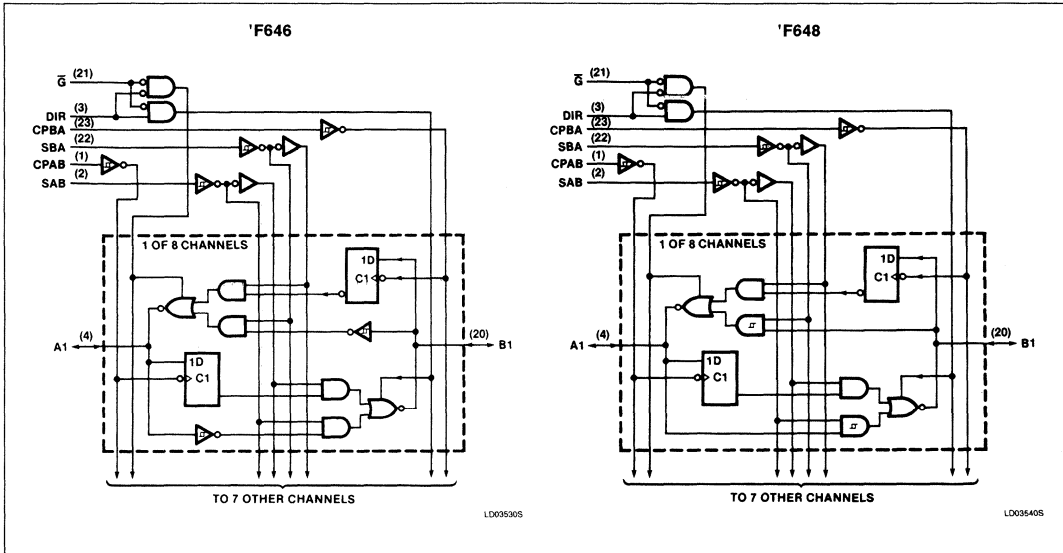 'F646
G̅ (21)
DIR (3)
CPBA (23)
SBA (22)
CPAB (1)
SAB (2)
1 OF 8 CHANNELS
1D
C1
(4)
A1
(20)
B1
1D
C1
TO 7 OTHER CHANNELS
LD03530S
'F648
G̅ (21)
DIR (3)
CPBA (23)
SBA (22)
CPAB (1)
SAB (2)
1 OF 8 CHANNELS
1D
C1
(4)
A1
(20)
B1
1D
C1
TO 7 OTHER CHANNELS
LD03540S